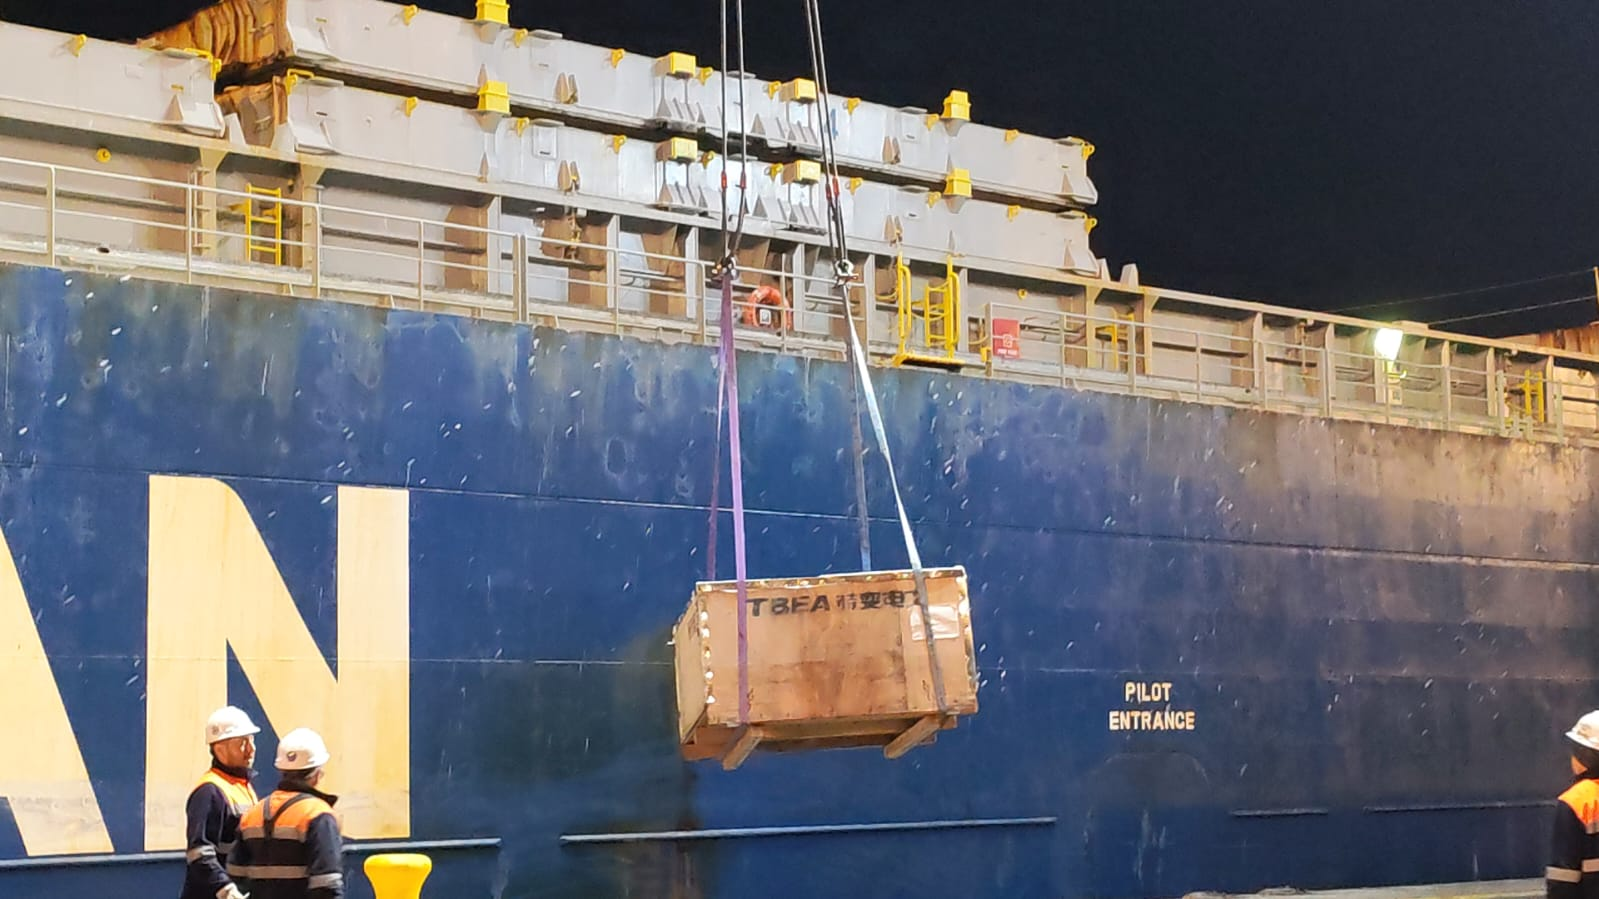 AN
TBEA 特变电工
PILOT
ENTRANCE